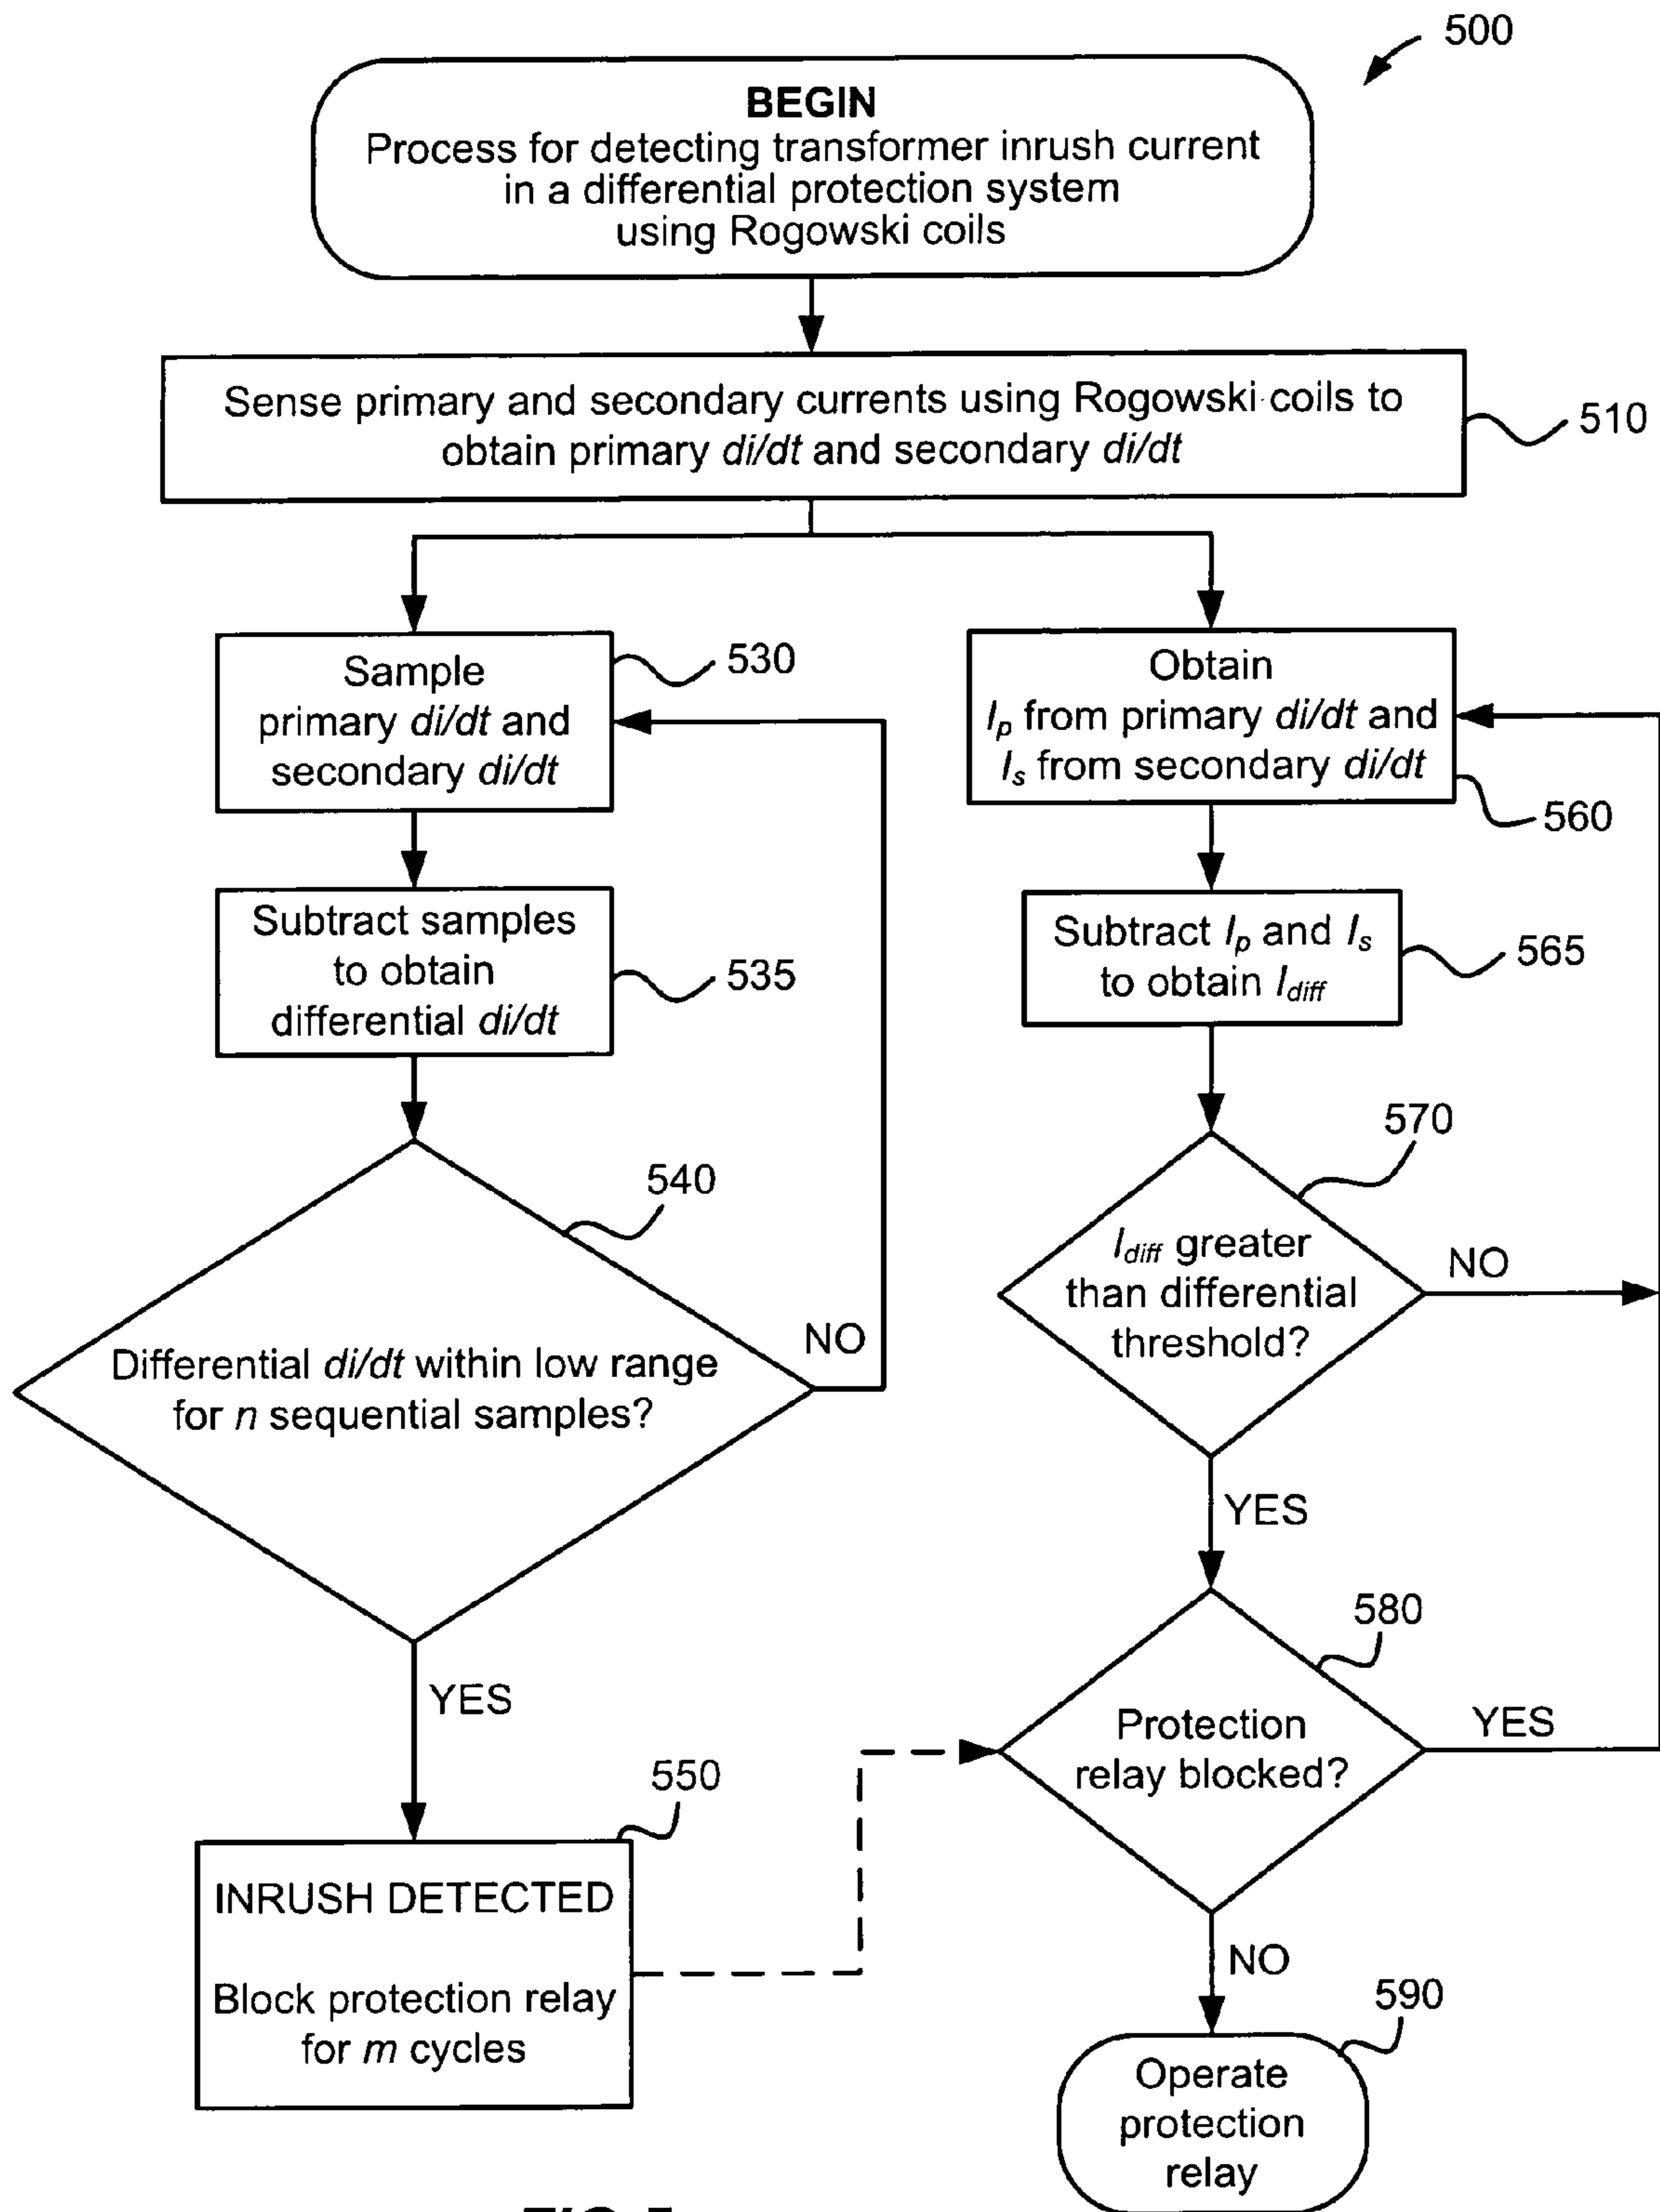 500
BEGIN
Process for detecting transformer inrush current
in a differential protection system
using Rogowski coils
Sense primary and secondary currents using Rogowski coils to
obtain primary di/dt and secondary di/dt
510
Sample
primary di/dt and
secondary di/dt
530
Subtract samples
to obtain
differential di/dt
535
540
Differential di/dt within low range
for n sequential samples?
NO
YES
550
INRUSH DETECTED
Block protection relay
for m cycles
Obtain
Ip from primary di/dt and
Is from secondary di/dt
560
Subtract Ip and Is
to obtain Idiff
565
570
Idiff greater
than differential
threshold?
NO
YES
580
Protection
relay blocked?
YES
NO
590
Operate
protection
relay